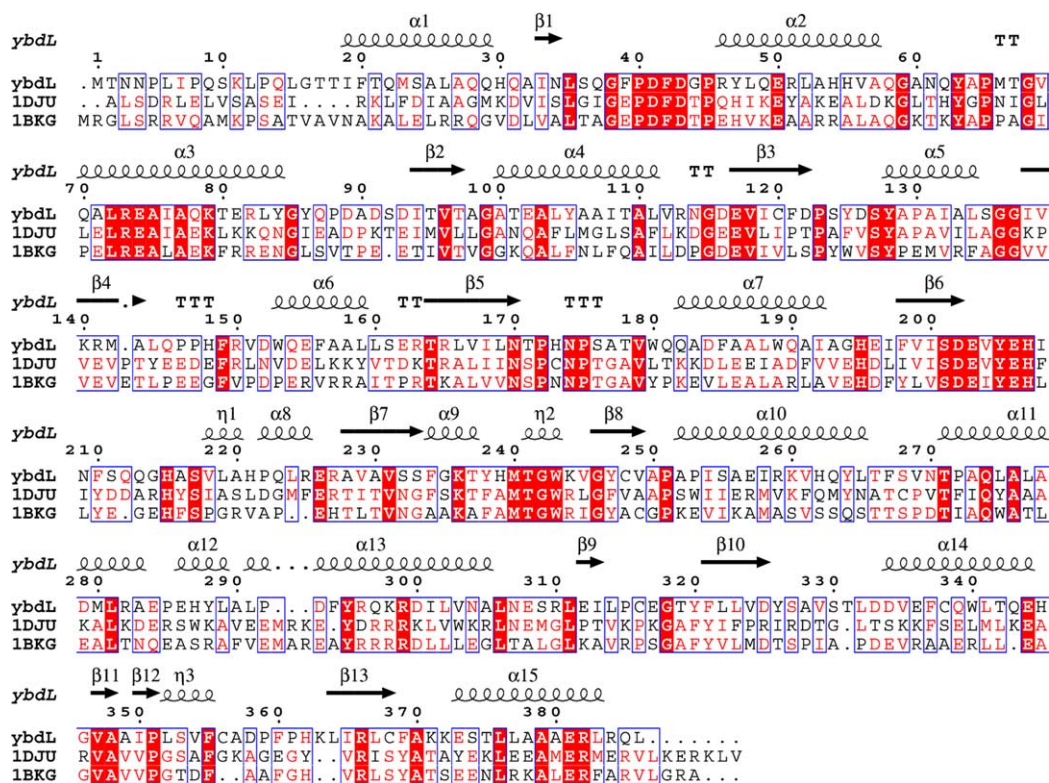 α1 β1 α2
ybdL TT
1 10 20 30 40 50 60
ybdL .MTNNPLIPQSKLPQLGTTIFTQMSALAQQHQAINLSQGFPDFDGPRYLQERLAHHVAQGANQYAPMTGV
1DJU ..ALSDRLELVSASEI....RKLFDIAAGMKDVISLGIGEPDFDTPQHIKEYAKEALDKGLTHYGPNIGL
1BKG MRGLSRRVQAMKPSATVAVNAKALELRRQGVDLVALTAGEPDFDTPEHVKEAARRALAQGKTKYAPPAGI
α3 β2 α4 β3 α5
ybdL TT
70 80 90 100 110 120 130
ybdL QALREAIAQKTERLYGYQPDADSDITVTAGATEALYAAITALVRNGDEVICFDPSYDSYAPAIALSGGIV
1DJU LELREAIAEKLKKQNGIEADPKTEIMVLLGANQAFLMGLSAFLKDGEEVLIPTPAFVSYAPAVILAGGKP
1BKG PELREALAEKFRRENGLSVTPE.ETIVTVGGKQALFNLFQAILDPGDEVIVLSPYWVSYPEMVRFAGGVV
β4 α6 β5 α7 β6
ybdL . TTT TT TTT
140 150 160 170 180 190 200
ybdL KRM.ALQPPHFRVDWQEFAALLSERTRLVILNTPHNPSATVWQQADFAALWQAIAGHEIFVISDEVYEHI
1DJU VEVPTYEEDEFRLNVDELKKYVTDKTRALIINSPCNPTGAVLTKKDLEEIADFVVEHDLIVISDEVYEHF
1BKG VEVETLPEEGFVPDPERVRRAITPRTKALVVNSPNNPTGAVYPKEVLEALARLAVEHDFYLVSDEIYEHL
η1 α8 β7 α9 η2 β8 α10 α11
ybdL
210 220 230 240 250 260 270
ybdL NFSQQGHASVLAHPQLRERAVAVSSFGKTYHMTGWKVGYCVAPAPISAEIRKVHQYLTFSVNTPAQLALA
1DJU IYDDARHYSIASLDGMFERTITVNGFSKTFAMTGWRLGFVAAPSWIIERMVKFQMYNATCPVTFIQYAAA
1BKG LYE.GEHFSPGRVAP..EHTLTVNGAAKAFAMTGWRIGYACGPKEVIKAMASVSSQSTTSPDTIAQWATL
α12 α13 β9 β10 α14
ybdL ...
280 290 300 310 320 330 340
ybdL DMLRAEPEHYLALP...DFYRQKRDILVNALNESRLEILPCEGTYFLLVDYSAVSTLDDVEFCQWLTQEH
1DJU KALKDERSWKAVEEMRKE.YDRRRKLVWKRLNEMGLPTVKPKGAFYIFPRIRDTG.LTSKKFSELMLKEA
1BKG EALTNQEASRAFVEMAREAYRRRRDLLLEGLTALGLKAVRPSGAFYVLMDTSPIA.PDEVRAAERLL.EA
β11 β12 η3 β13 α15
ybdL
350 360 370 380
ybdL GVAAIPLSVFCADPFPHKLIRLCFAKKESTLLAAAERLRQL......
1DJU RVAVVPGSAFGKAGEGY..VRISYATAYEKLEEAMERMERVLKERKLV
1BKG GVAVVPGTDF..AAFGH..VRLSYATSEENLRKALERFARVLGRA...